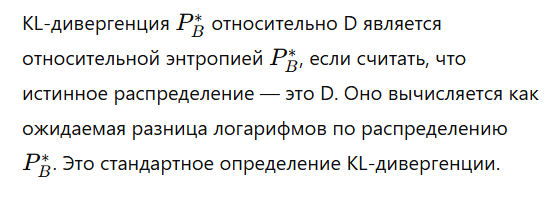 KL-дивергенция $P_B^*$ относительно D является
относительной энтропией $P_B^*$, если считать, что
истинное распределение — это D. Оно вычисляется как
ожидаемая разница логарифмов по распределению
$P_B^*$. Это стандартное определение KL-дивергенции.